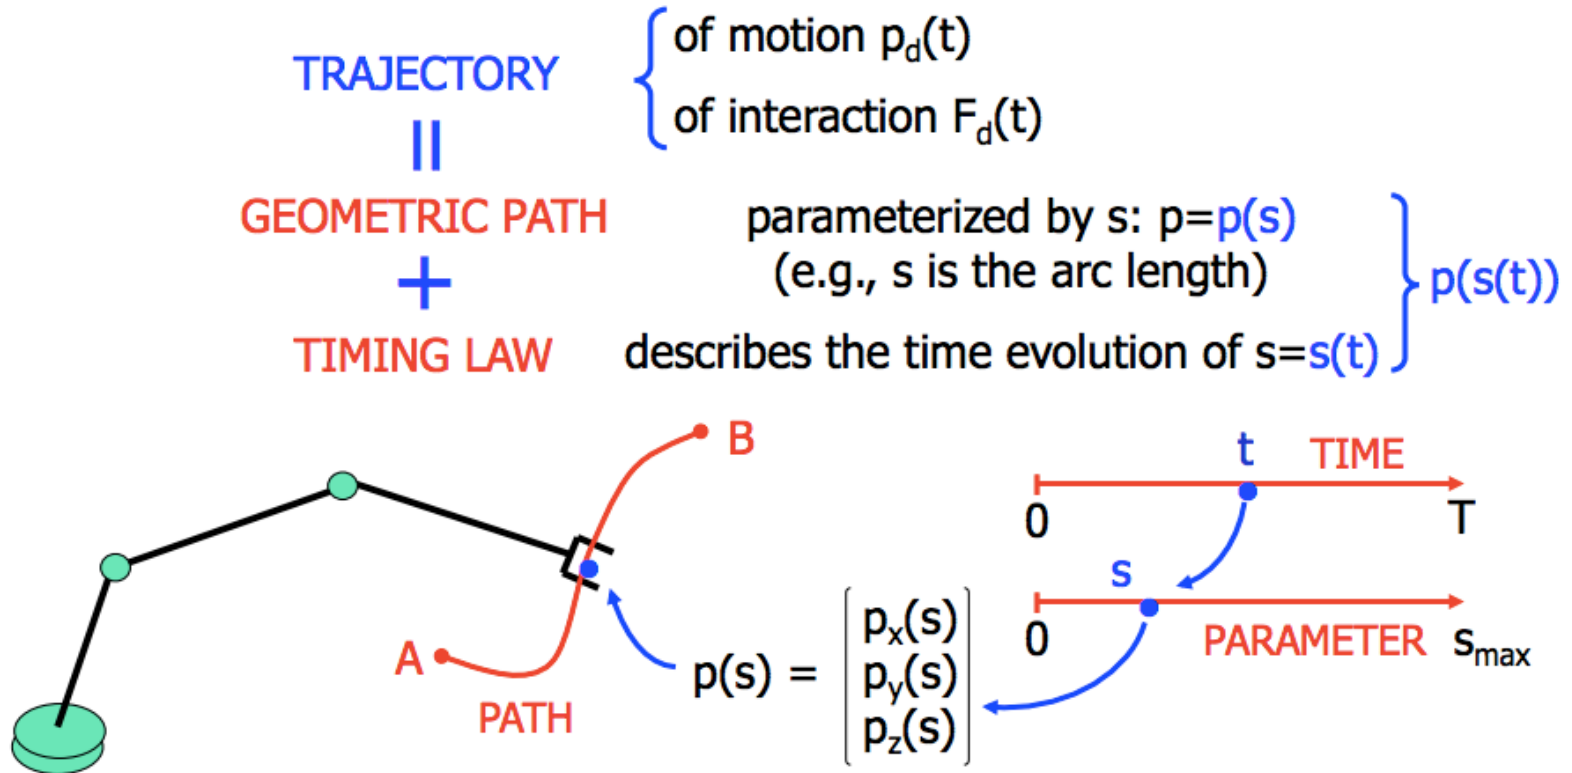 TRAJECTORY
of motion p_d(t)
of interaction F_d(t)
=
GEOMETRIC PATH
parameterized by s: p=p(s)
(e.g., s is the arc length)
+
TIMING LAW
describes the time evolution of s=s(t)
p(s(t))
A
B
PATH
p(s) =
p_x(s)
p_y(s)
p_z(s)
t
TIME
0
T
s
0
PARAMETER
s_max